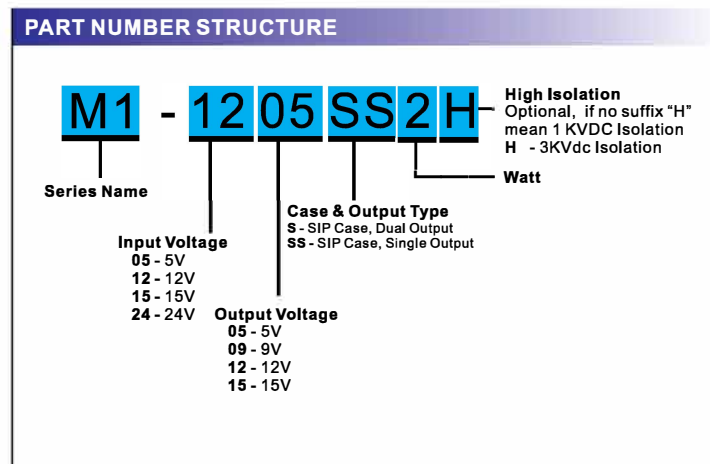 PART NUMBER STRUCTURE
M1 - 12 05 SS 2 H
High Isolation
Optional, if no suffix “H”
mean 1 KVDC Isolation
H - 3KVdc Isolation
Watt
Series Name
Case & Output Type
S - SIP Case, Dual Output
SS - SIP Case, Single Output
Input Voltage
05 - 5V
12 - 12V
15 - 15V
24 - 24V
Output Voltage
05 - 5V
09 - 9V
12 - 12V
15 - 15V